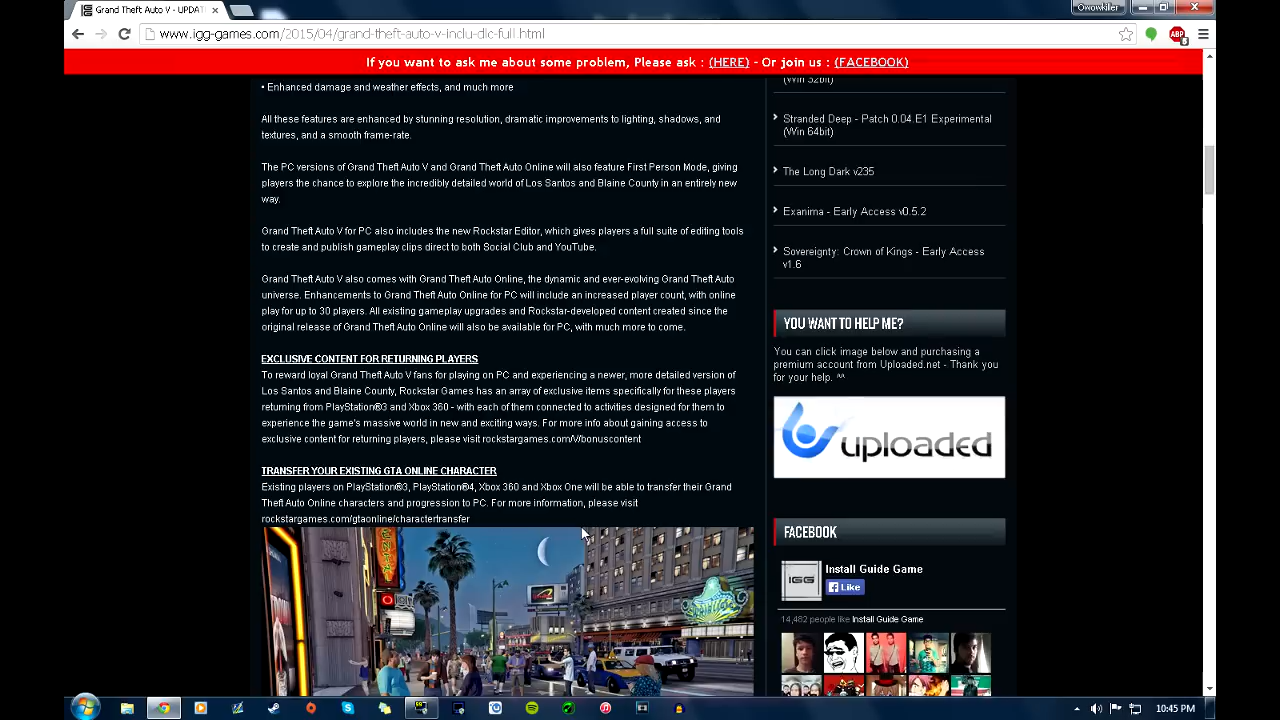 Grand Theft Auto V - UPDAT
Owowkiller
www.igg-games.com/2015/04/grand-theft-auto-v-inclu-dlc-full.html
ABP
If you want to ask me about some problem, Please ask : (HERE) - Or join us : (FACEBOOK)
• Enhanced damage and weather effects, and much more
All these features are enhanced by stunning resolution, dramatic improvements to lighting, shadows, and
textures, and a smooth frame-rate.
The PC versions of Grand Theft Auto V and Grand Theft Auto Online will also feature First Person Mode, giving
players the chance to explore the incredibly detailed world of Los Santos and Blaine County in an entirely new
way.
Grand Theft Auto V for PC also includes the new Rockstar Editor, which gives players a full suite of editing tools
to create and publish gameplay clips direct to both Social Club and YouTube.
Grand Theft Auto V also comes with Grand Theft Auto Online, the dynamic and ever-evolving Grand Theft Auto
universe. Enhancements to Grand Theft Auto Online for PC will include an increased player count, with online
play for up to 30 players. All existing gameplay upgrades and Rockstar-developed content created since the
original release of Grand Theft Auto Online will also be available for PC, with much more to come.
EXCLUSIVE CONTENT FOR RETURNING PLAYERS
To reward loyal Grand Theft Auto V fans for playing on PC and experiencing a newer, more detailed version of
Los Santos and Blaine County, Rockstar Games has an array of exclusive items specifically for these players
returning from PlayStation®3 and Xbox 360 - with each of them connected to activities designed for them to
experience the game's massive world in new and exciting ways. For more info about gaining access to
exclusive content for returning players, please visit rockstargames.com/V/bonuscontent
TRANSFER YOUR EXISTING GTA ONLINE CHARACTER
Existing players on PlayStation®3, PlayStation®4, Xbox 360 and Xbox One will be able to transfer their Grand
Theft Auto Online characters and progression to PC. For more information, please visit
rockstargames.com/gtaonline/charactertransfer
(Win 32bit)
Stranded Deep - Patch 0.04.E1 Experimental
(Win 64bit)
The Long Dark v235
Exanima - Early Access v0.5.2
Sovereignty: Crown of Kings - Early Access
v1.6
YOU WANT TO HELP ME?
You can click image below and purchasing a
premium account from Uploaded.net - Thank you
for your help. ^^
uploaded
FACEBOOK
IGG
Install Guide Game
Like
14,482 people like Install Guide Game
10:45 PM